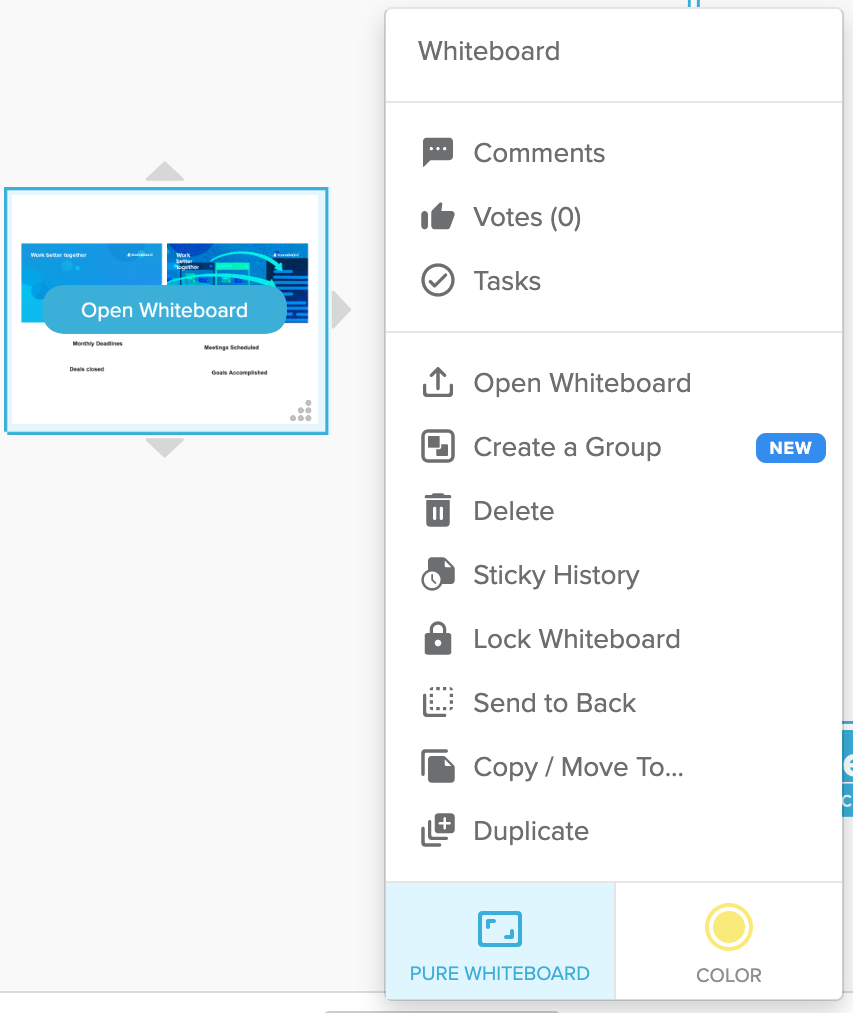 Whiteboard
Comments
Votes (0)
Tasks
Open Whiteboard
Create a Group
NEW
Delete
Sticky History
Lock Whiteboard
Send to Back
Copy / Move To...
Duplicate
PURE WHITEBOARD
COLOR
Work better together
Work
better
together
Open Whiteboard
Monthly Deadlines
Meetings Scheduled
Deals closed
Goals Accomplished